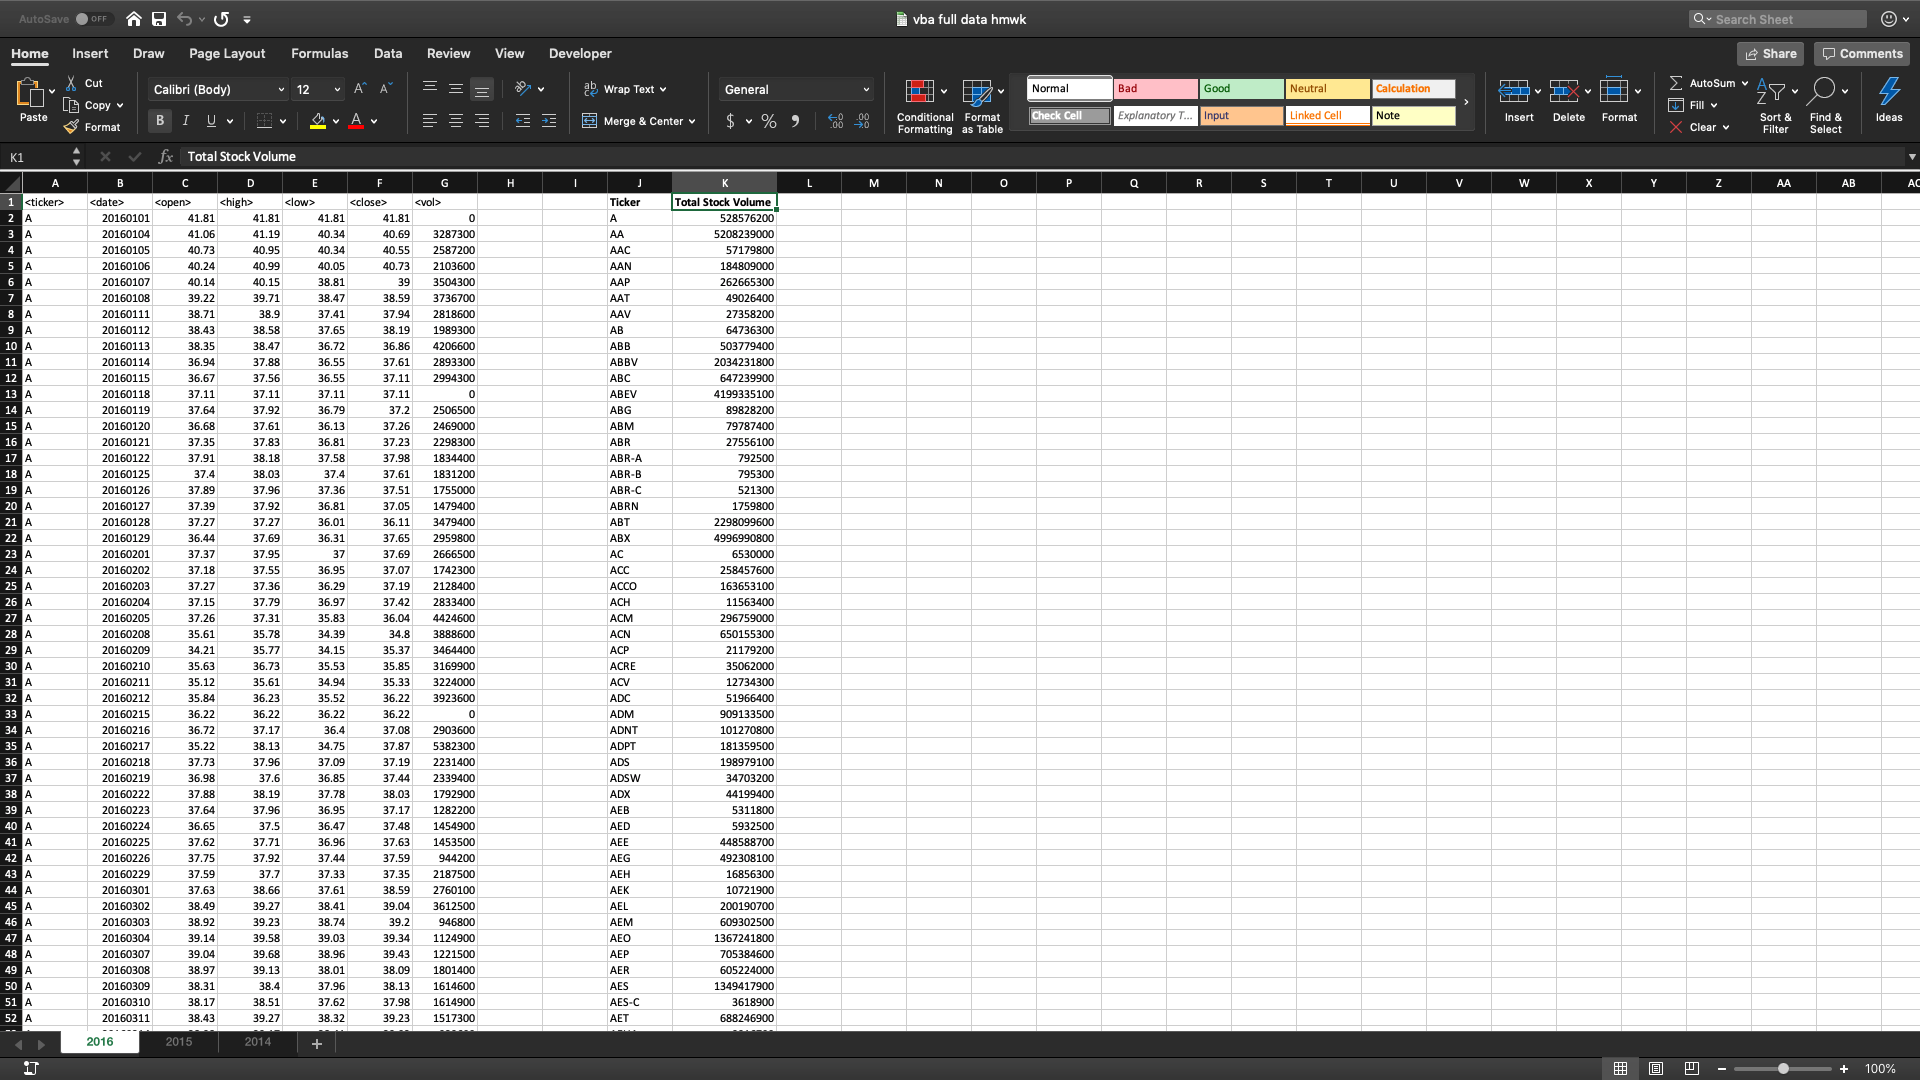 AutoSave OFF vba full data hmwk Search Sheet
Home Insert Draw Page Layout Formulas Data Review View Developer Share Comments
Paste Cut Copy Format
Calibri (Body) 12 A A
B I U A
ab c Wrap Text
Merge & Center
General
$ % 9 .00 .00
Conditional Formatting
Format as Table
Normal Bad Good Neutral Calculation
Check Cell Explanatory T... Input Linked Cell Note
Insert Delete Format
AutoSum
Fill
Clear
Sort & Filter
Find & Select
Ideas
K1 fx Total Stock Volume
A B C D E F G H I J K L M N O P Q R S T U V W X Y Z AA AB AC
1 <ticker> <date> <open> <high> <low> <close> <vol> Ticker Total Stock Volume
2 A 20160101 41.81 41.81 41.81 41.81 0 A 528576200
3 A 20160104 41.06 41.19 40.34 40.69 3287300 AA 5208239000
4 A 20160105 40.73 40.95 40.34 40.55 2587200 AAC 57179800
5 A 20160106 40.24 40.99 40.05 40.73 2103600 AAN 184809000
6 A 20160107 40.14 40.15 38.81 39 3504300 AAP 262665300
7 A 20160108 39.22 39.71 38.47 38.59 3736700 AAT 49026400
8 A 20160111 38.71 38.9 37.41 37.94 2818600 AAV 27358200
9 A 20160112 38.43 38.58 37.65 38.19 1989300 AB 64736300
10 A 20160113 38.35 38.47 36.72 36.86 4206600 ABB 503779400
11 A 20160114 36.94 37.88 36.55 37.61 2893300 ABBV 2034231800
12 A 20160115 36.67 37.56 36.55 37.11 2994300 ABC 647239900
13 A 20160118 37.11 37.11 37.11 37.11 0 ABEV 4199335100
14 A 20160119 37.64 37.92 36.79 37.2 2506500 ABG 89828200
15 A 20160120 36.68 37.61 36.13 37.26 2469000 ABM 79787400
16 A 20160121 37.35 37.83 36.81 37.23 2298300 ABR 27556100
17 A 20160122 37.91 38.18 37.58 37.98 1834400 ABR-A 792500
18 A 20160125 37.4 38.03 37.4 37.61 1831200 ABR-B 795300
19 A 20160126 37.89 37.96 37.36 37.51 1755000 ABR-C 521300
20 A 20160127 37.39 37.92 36.81 37.05 1479400 ABRN 1759800
21 A 20160128 37.27 37.27 36.01 36.11 3479400 ABT 2298099600
22 A 20160129 36.44 37.69 36.31 37.65 2959800 ABX 4996990800
23 A 20160201 37.37 37.95 37 37.69 2666500 AC 6530000
24 A 20160202 37.18 37.55 36.95 37.07 1742300 ACC 258457600
25 A 20160203 37.27 37.36 36.29 37.19 2128400 ACCO 163653100
26 A 20160204 37.15 37.79 36.97 37.42 2833400 ACH 11563400
27 A 20160205 37.26 37.31 35.83 36.04 4424600 ACM 296759000
28 A 20160208 35.61 35.78 34.39 34.8 3888600 ACN 650155300
29 A 20160209 34.21 35.77 34.15 35.37 3464400 ACP 21179200
30 A 20160210 35.63 36.73 35.53 35.85 3169900 ACRE 35062000
31 A 20160211 35.12 35.61 34.94 35.33 3224000 ACV 12734300
32 A 20160212 35.84 36.23 35.52 36.22 3923600 ADC 51966400
33 A 20160215 36.22 36.22 36.22 36.22 0 ADM 909133500
34 A 20160216 36.72 37.17 36.4 37.08 2903600 ADNT 101270800
35 A 20160217 35.22 38.13 34.75 37.87 5382300 ADPT 181359500
36 A 20160218 37.73 37.96 37.09 37.19 2231400 ADS 198979100
37 A 20160219 36.98 37.6 36.85 37.44 2339400 ADSW 34703200
38 A 20160222 37.88 38.19 37.78 38.03 1792900 ADX 44199400
39 A 20160223 37.64 37.96 36.95 37.17 1282200 AEB 5311800
40 A 20160224 36.65 37.5 36.47 37.48 1454900 AED 5932500
41 A 20160225 37.62 37.71 36.96 37.63 1453500 AEE 448588700
42 A 20160226 37.75 37.92 37.44 37.59 944200 AEG 492308100
43 A 20160229 37.59 37.7 37.33 37.35 2187500 AEH 16856300
44 A 20160301 37.63 38.66 37.61 38.59 2760100 AEK 10721900
45 A 20160302 38.49 39.27 38.41 39.04 3612500 AEL 200190700
46 A 20160303 38.92 39.23 38.74 39.2 946800 AEM 609302500
47 A 20160304 39.14 39.58 39.03 39.34 1124900 AEO 1367241800
48 A 20160307 39.04 39.68 38.96 39.43 1221500 AEP 705384600
49 A 20160308 38.97 39.13 38.01 38.09 1801400 AER 605224000
50 A 20160309 38.31 38.4 37.96 38.13 1614600 AES 1349417900
51 A 20160310 38.17 38.51 37.62 37.98 1614900 AES-C 3618900
52 A 20160311 38.43 39.27 38.32 39.23 1517300 AET 688246900
2016 2015 2014 +
100%